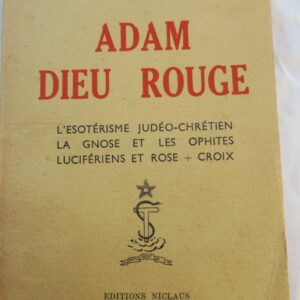 ADAM
DIEU ROUGE
L'ESOTÉRISME JUDÉO-CHRÉTIEN
LA GNOSE ET LES OPHITES
LUCIFÉRIENS ET ROSE + CROIX
EDITIONS NICLAUS